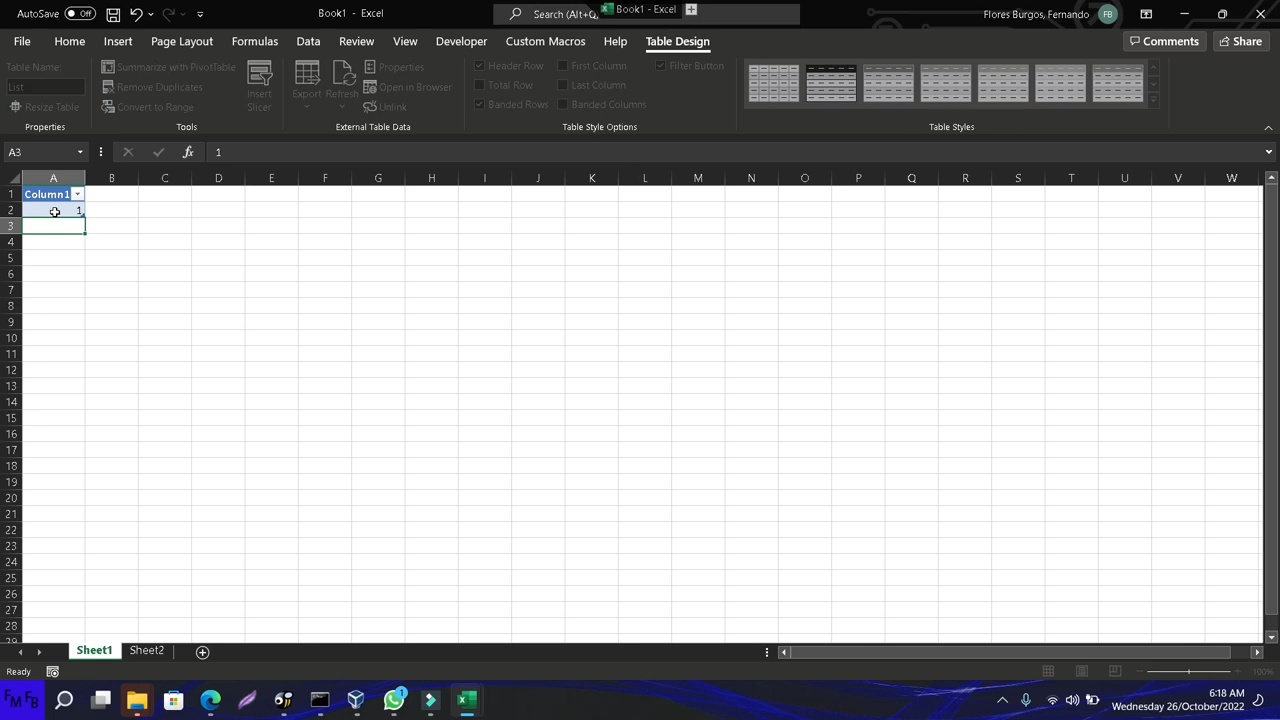 AutoSave Off Book1 - Excel Search (Alt+Q) Book1 - Excel Flores Burgos, Fernando FB
File Home Insert Page Layout Formulas Data Review View Developer Custom Macros Help Table Design Comments Share
Table Name:
List
Resize Table
Properties
Summarize with PivotTable
Remove Duplicates
Convert to Range
Insert
Slicer
Tools
Export
Refresh
Properties
Open in Browser
Unlink
External Table Data
Header Row First Column Filter Button
Total Row Last Column
Banded Rows Banded Columns
Table Style Options
Table Styles
A3 fx 1
A B C D E F G H I J K L M N O P Q R S T U V W
1 Column1
2 1
3
4
5
6
7
8
9
10
11
12
13
14
15
16
17
18
19
20
21
22
23
24
25
26
27
28
29
Sheet1 Sheet2
Ready 100%
FM FB 1 6:18 AM
Wednesday 26/October/2022